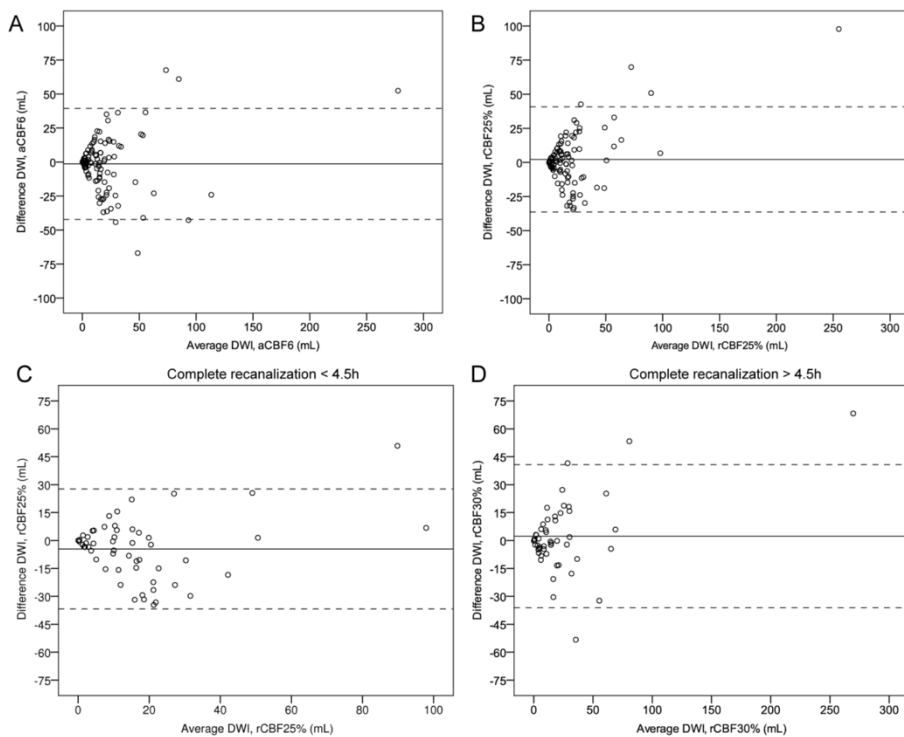 A
100
75
50
25
0
-25
-50
-75
-100
Difference DWI, aCBF6 (mL)
0 50 100 150 200 250 300
Average DWI, aCBF6 (mL)
B
100
75
50
25
0
-25
-50
-75
-100
Difference DWI, rCBF25% (mL)
0 50 100 150 200 250 300
Average DWI, rCBF25% (mL)
C
Complete recanalization < 4.5h
75
60
45
30
15
0
-15
-30
-45
-60
-75
Difference DWI, rCBF25% (mL)
0 20 40 60 80 100
Average DWI, rCBF25% (mL)
D
Complete recanalization > 4.5h
75
60
45
30
15
0
-15
-30
-45
-60
-75
Difference DWI, rCBF30% (mL)
0 50 100 150 200 250 300
Average DWI, rCBF30% (mL)